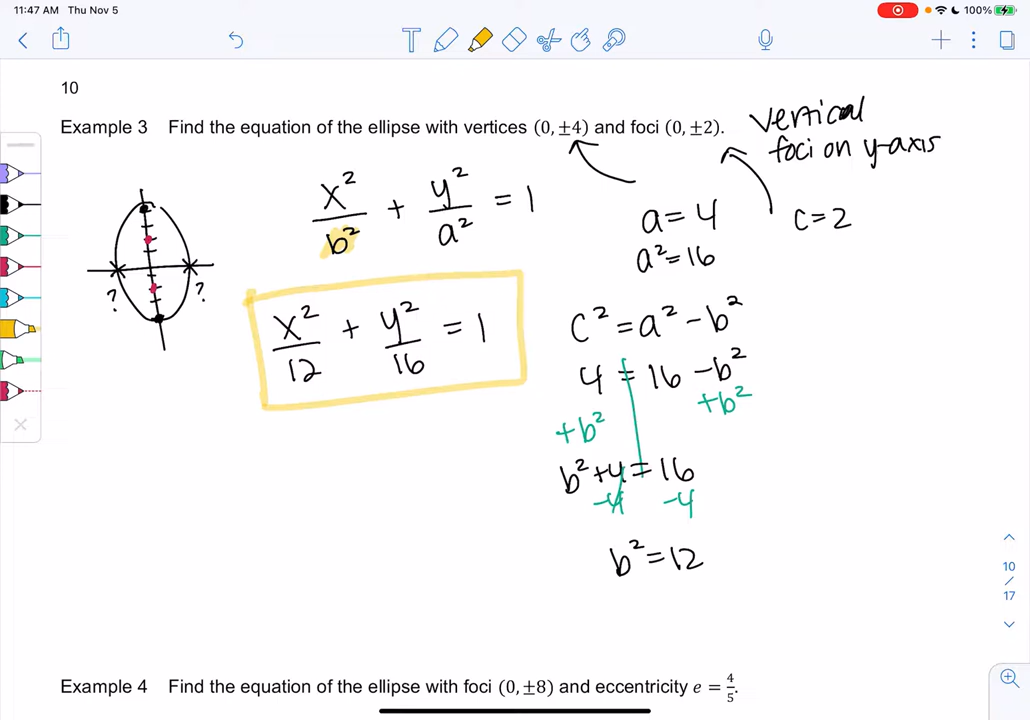 11:47 AM Thu Nov 5
100%
10
Example 3 Find the equation of the ellipse with vertices (0, ±4) and foci (0, ±2).
vertical
foci on y-axis
x²/b² + y²/a² = 1
a = 4
c = 2
a² = 16
? ?
x²/12 + y²/16 = 1
c² = a² - b²
4 = 16 - b²
+b² +b²
b² + 4 = 16
-4 -4
b² = 12
10
/
17
Example 4 Find the equation of the ellipse with foci (0, ±8) and eccentricity e = 4/5.